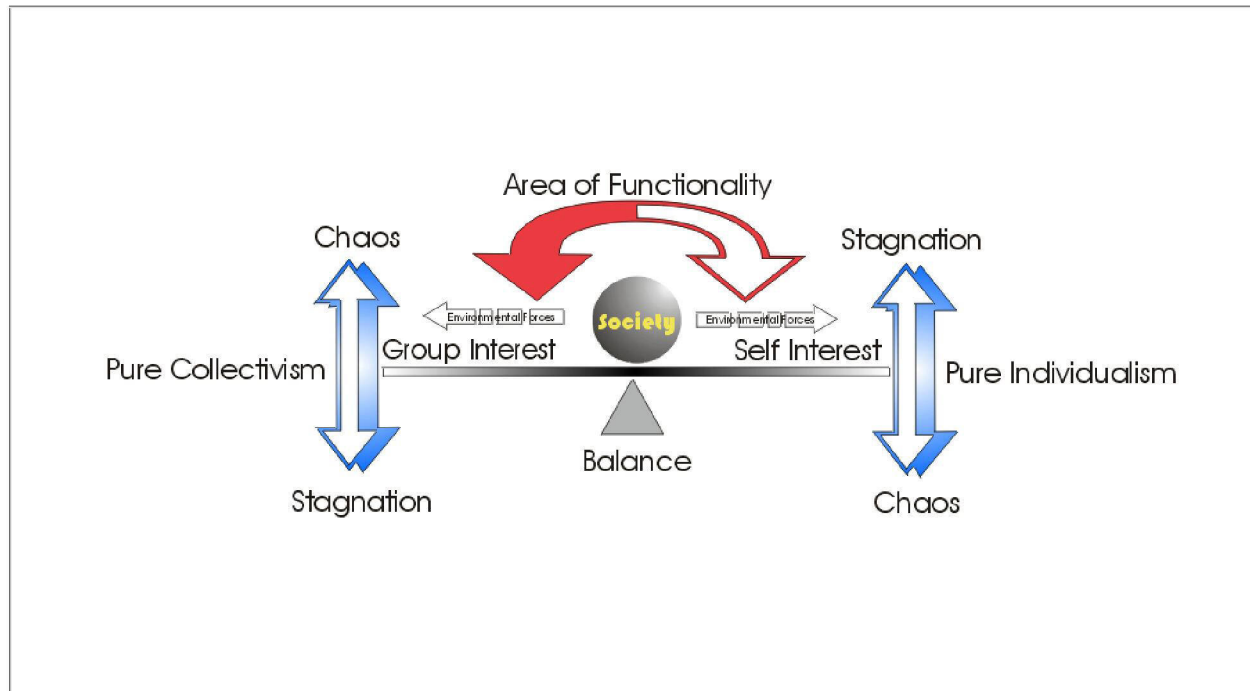 Area of Functionality
Chaos
Stagnation
Environmental Forces
Society
Environmental Forces
Group Interest
Self Interest
Pure Collectivism
Pure Individualism
Balance
Stagnation
Chaos